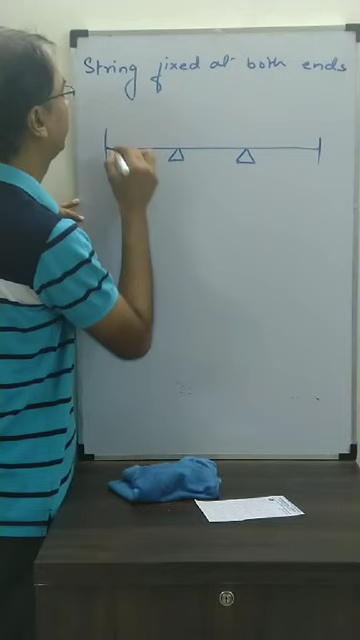 String fixed at both ends